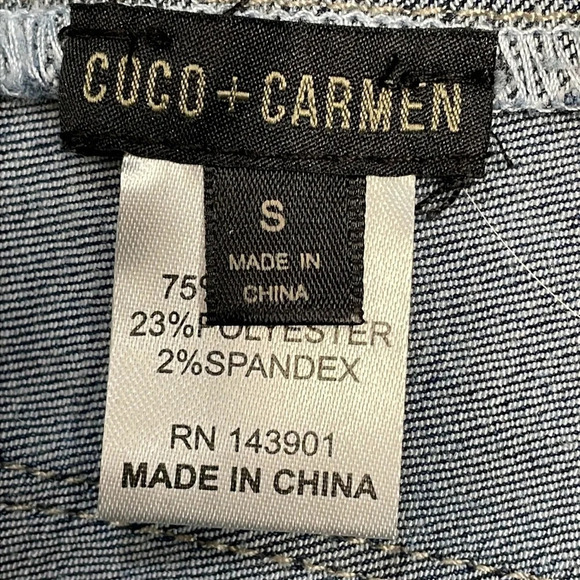 COCO + CARMEN
S
MADE IN
CHINA
75%
23%POLYESTER
2%SPANDEX
RN 143901
MADE IN CHINA